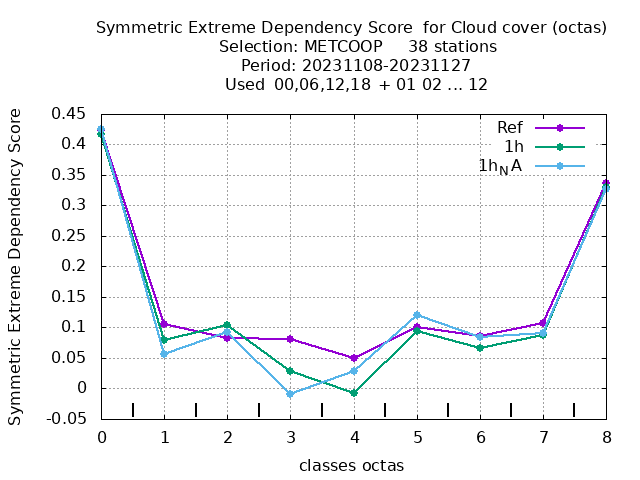 Symmetric Extreme Dependency Score for Cloud cover (octas)
Selection: METCOOP 38 stations
Period: 20231108-20231127
Used 00,06,12,18 + 01 02 ... 12
Symmetric Extreme Dependency Score
0.45
0.4
0.35
0.3
0.25
0.2
0.15
0.1
0.05
0
-0.05
Ref
1h
1hNA
0 1 2 3 4 5 6 7 8
classes octas